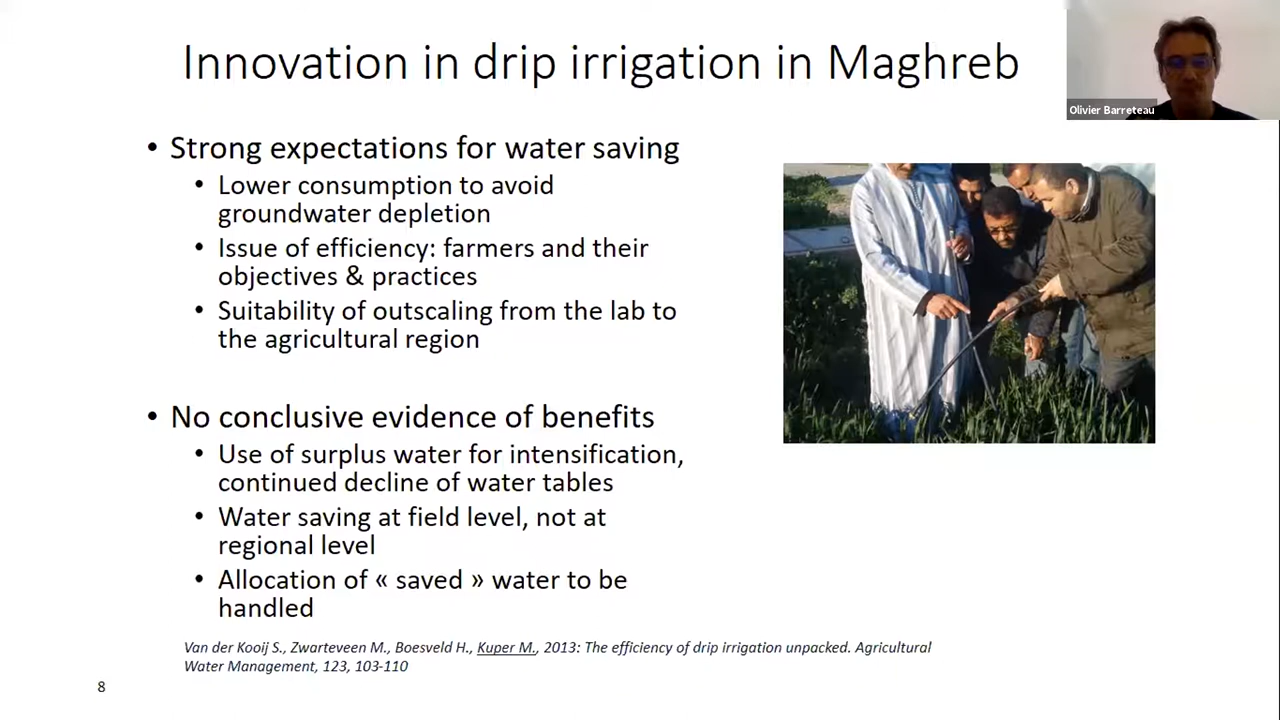 Innovation in drip irrigation in Maghreb
Olivier Barreteau
• Strong expectations for water saving
• Lower consumption to avoid
groundwater depletion
• Issue of efficiency: farmers and their
objectives & practices
• Suitability of outscaling from the lab to
the agricultural region
• No conclusive evidence of benefits
• Use of surplus water for intensification,
continued decline of water tables
• Water saving at field level, not at
regional level
• Allocation of « saved » water to be
handled
Van der Kooij S., Zwarteveen M., Boesveld H., Kuper M., 2013: The efficiency of drip irrigation unpacked. Agricultural
Water Management, 123, 103-110
8